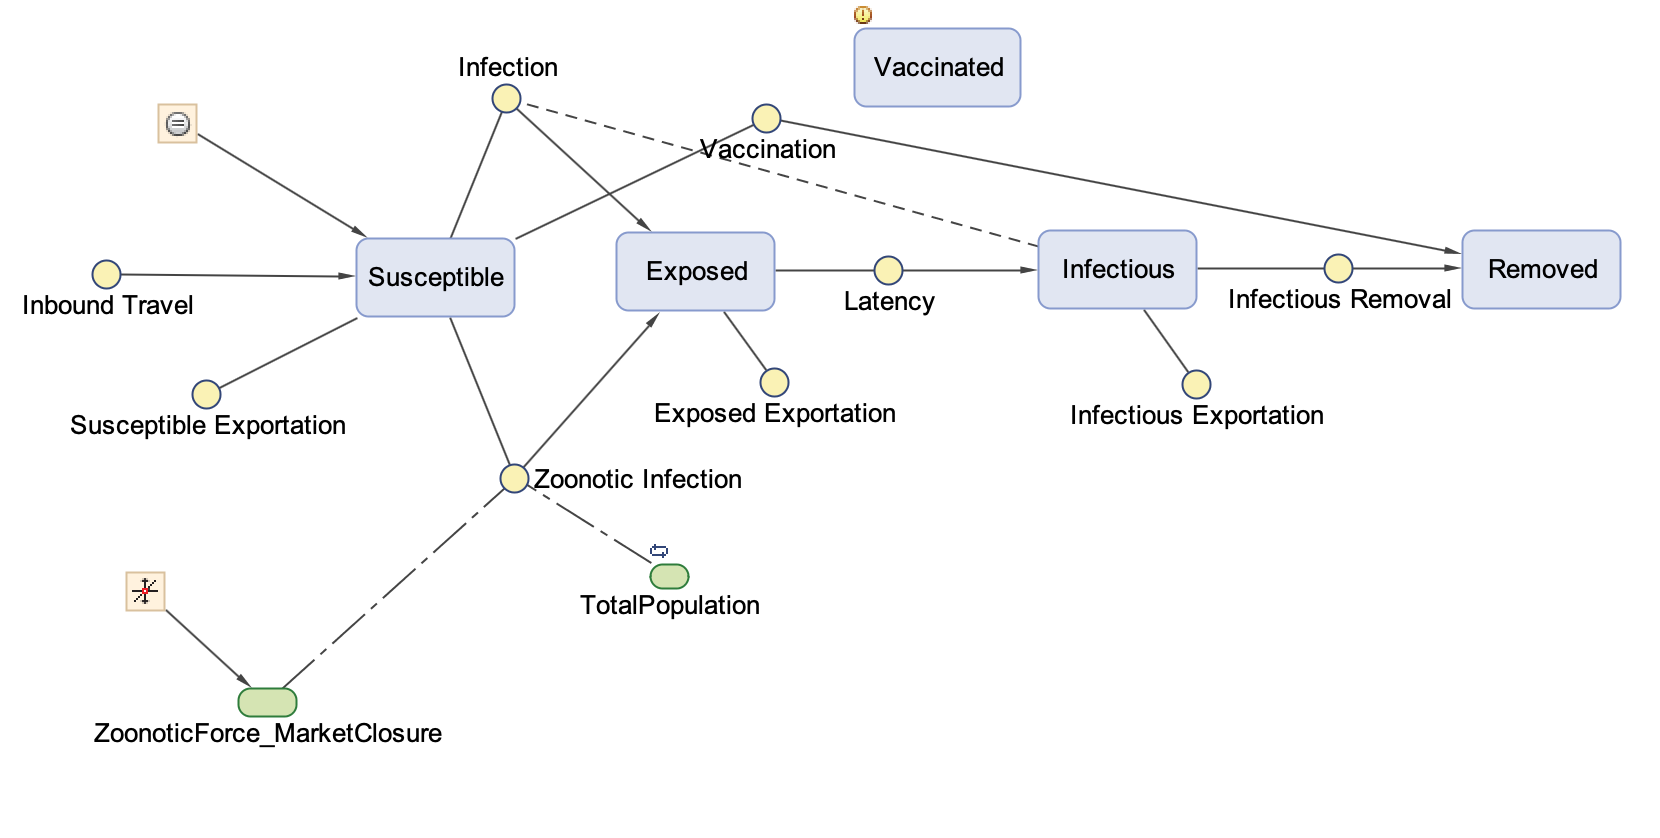 Infection
Vaccinated
Vaccination
Susceptible
Exposed
Infectious
Removed
Inbound Travel
Latency
Infectious Removal
Susceptible Exportation
Exposed Exportation
Infectious Exportation
Zoonotic Infection
TotalPopulation
ZoonoticForce_MarketClosure